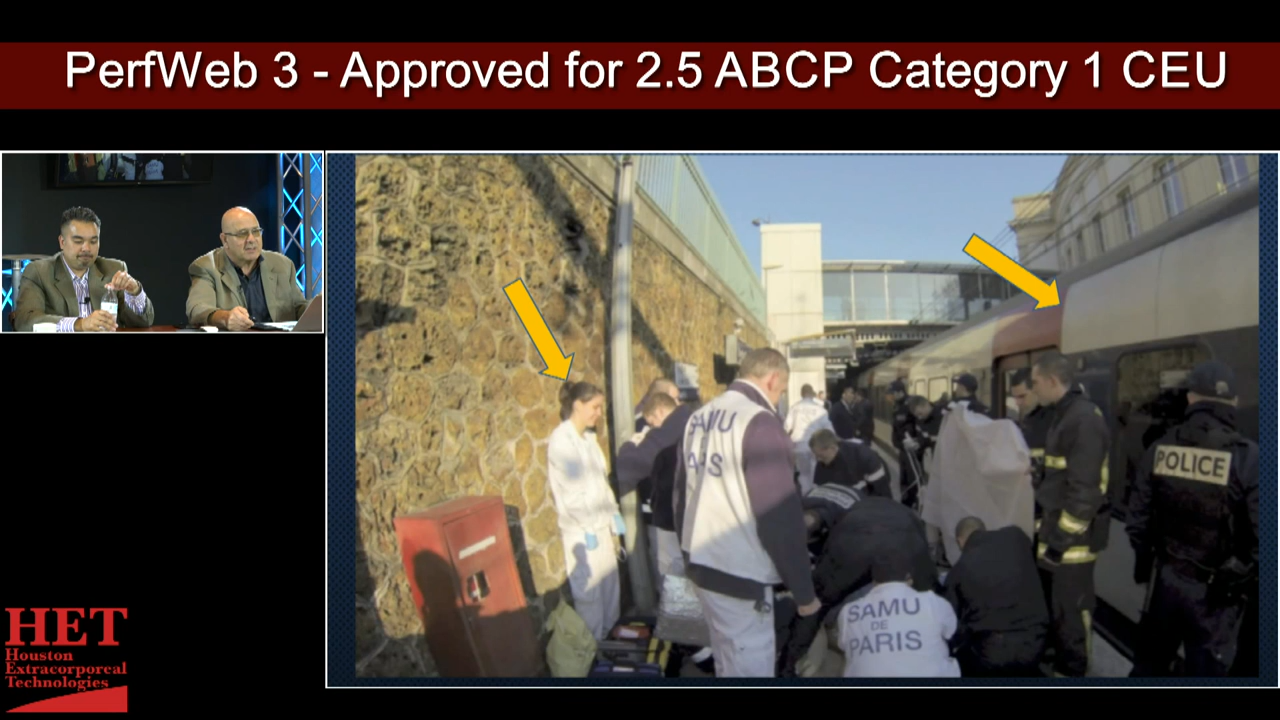 PerfWeb 3 - Approved for 2.5 ABCP Category 1 CEU
SAMU
POLICE
SAMU
DE
PARIS
HET
Houston
Extracorporeal
Technologies